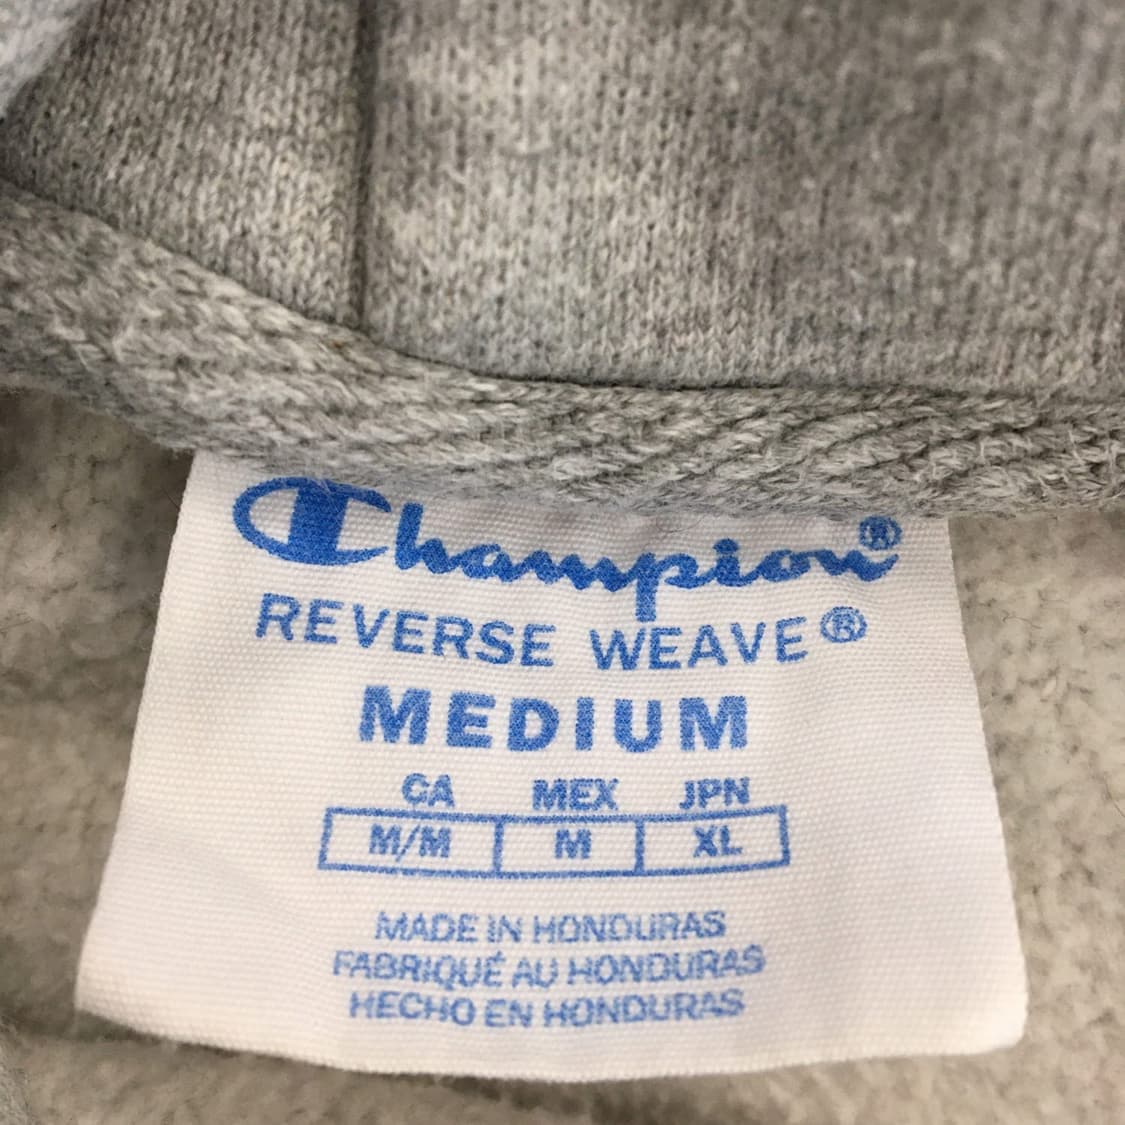 Champion®
REVERSE WEAVE®
MEDIUM
CA MEX JPN
M/M M XL
MADE IN HONDURAS
FABRIQUÉ AU HONDURAS
HECHO EN HONDURAS